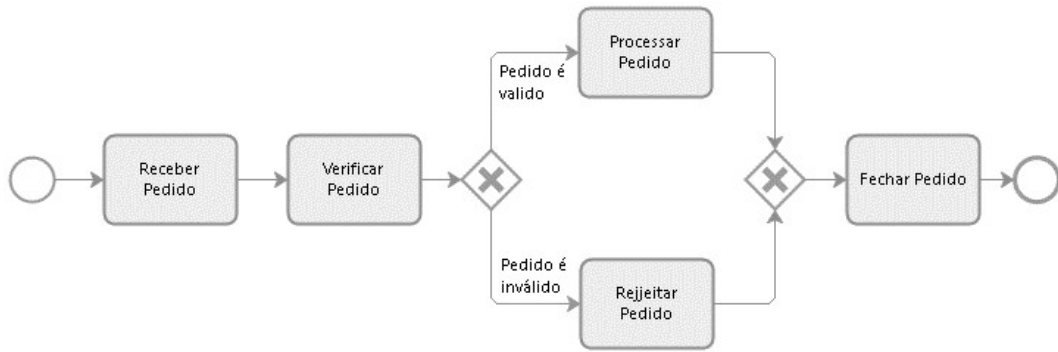 Receber
Pedido
Verificar
Pedido
Pedido é
valido
Processar
Pedido
Pedido é
inválido
Rejjeitar
Pedido
Fechar Pedido